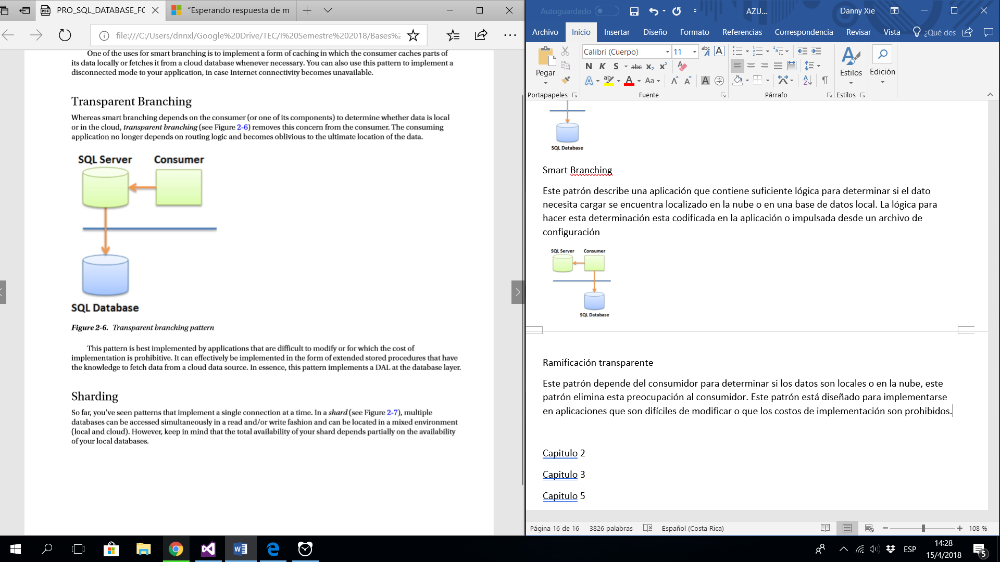 PRO_SQL_DATABASE_FC
"Esperando respuesta de m
file:///C:/Users/dnnxl/Google%20Drive/TEC/I%20Semestre%202018/Bases%2
One of the uses for smart branching is to implement a form of caching in which the consumer caches parts of
its data locally or fetches it from a cloud database whenever necessary. You can also use this pattern to implement a
disconnected mode to your application, in case Internet connectivity becomes unavailable.
Transparent Branching
Whereas smart branching depends on the consumer (or one of its components) to determine whether data is local
or in the cloud, transparent branching (see Figure 2-6) removes this concern from the consumer. The consuming
application no longer depends on routing logic and becomes oblivious to the ultimate location of the data.
SQL Server Consumer
SQL Database
Figure 2-6. Transparent branching pattern
This pattern is best implemented by applications that are difficult to modify or for which the cost of
implementation is prohibitive. It can effectively be implemented in the form of extended stored procedures that have
the knowledge to fetch data from a cloud data source. In essence, this pattern implements a DAL at the database layer.
Sharding
So far, you've seen patterns that implement a single connection at a time. In a shard (see Figure 2-7), multiple
databases can be accessed simultaneously in a read and/or write fashion and can be located in a mixed environment
(local and cloud). However, keep in mind that the total availability of your shard depends partially on the availability
of your local databases.
Autoguardado AZU... Danny Xie
Archivo Inicio Insertar Diseño Formato Referencias Correspondencia Revisar Vista ¿Qué des
Pegar
Calibri (Cuerpo) 11 abc A
N K S abc x₂ x²
A ab A Aa A A A
Estilos
Edición
Portapapeles Fuente Párrafo Estilos
SQL Database
Smart Branching
Este patrón describe una aplicación que contiene suficiente lógica para determinar si el dato
necesita cargar se encuentra localizado en la nube o en una base de datos local. La lógica para
hacer esta determinación esta codificada en la aplicación o impulsada desde un archivo de
configuración
SQL Server Consumer
SQL Database
Ramificación transparente
Este patrón depende del consumidor para determinar si los datos son locales o en la nube, este
patrón elimina esta preocupación al consumidor. Este patrón está diseñado para implementarse
en aplicaciones que son difíciles de modificar o que los costos de implementación son prohibidos.
Capitulo 2
Capitulo 3
Capitulo 5
Página 16 de 16 3826 palabras Español (Costa Rica) 108 %
ESP
14:28
15/4/2018
5